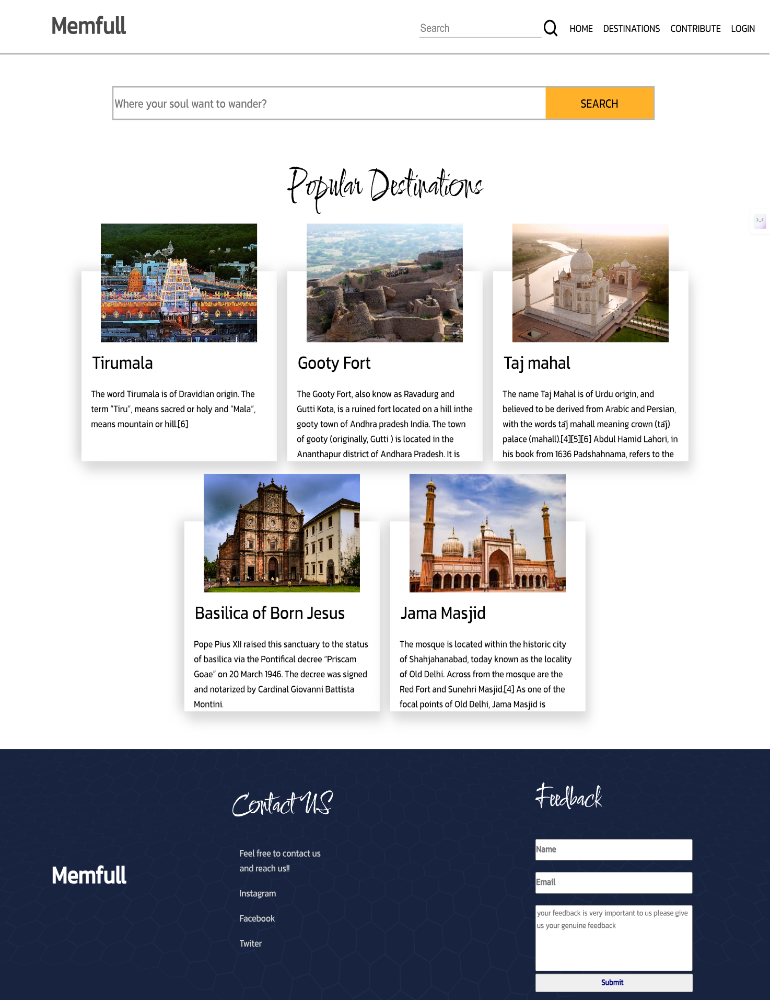 Memfull
Search
HOME DESTINATIONS CONTRIBUTE LOGIN
Where your soul want to wander?
SEARCH
Popular Destinations
Tirumala
The word Tirumala is of Dravidian origin. The
term “Tiru”, means sacred or holy and “Mala”,
means mountain or hill.[6]
Gooty Fort
The Gooty Fort, also know as Ravadurg and
Gutti Kota, is a ruined fort located on a hill inthe
gooty town of Andhra pradesh India. The town
of gooty (originally, Gutti ) is located in the
Ananthapur district of Andhara Pradesh. It is
Taj mahal
The name Taj Mahal is of Urdu origin, and
believed to be derived from Arabic and Persian,
with the words tāj mahall meaning crown (tāj)
palace (mahall).[4][5][6] Abdul Hamid Lahori, in
his book from 1636 Padshahnama, refers to the
Basilica of Born Jesus
Pope Pius XII raised this sanctuary to the status
of basilica via the Pontifical decree “Priscam
Goae” on 20 March 1946. The decree was signed
and notarized by Cardinal Giovanni Battista
Montini.
Jama Masjid
The mosque is located within the historic city
of Shahjahanabad, today known as the locality
of Old Delhi. Across from the mosque are the
Red Fort and Sunehri Masjid.[4] As one of the
focal points of Old Delhi, Jama Masjid is
Memfull
Contact US
Feel free to contact us
and reach us!!
Instagram
Facebook
Twiter
Feedback
Name
Email
your feedback is very important to us please give
us your genuine feedback
Submit